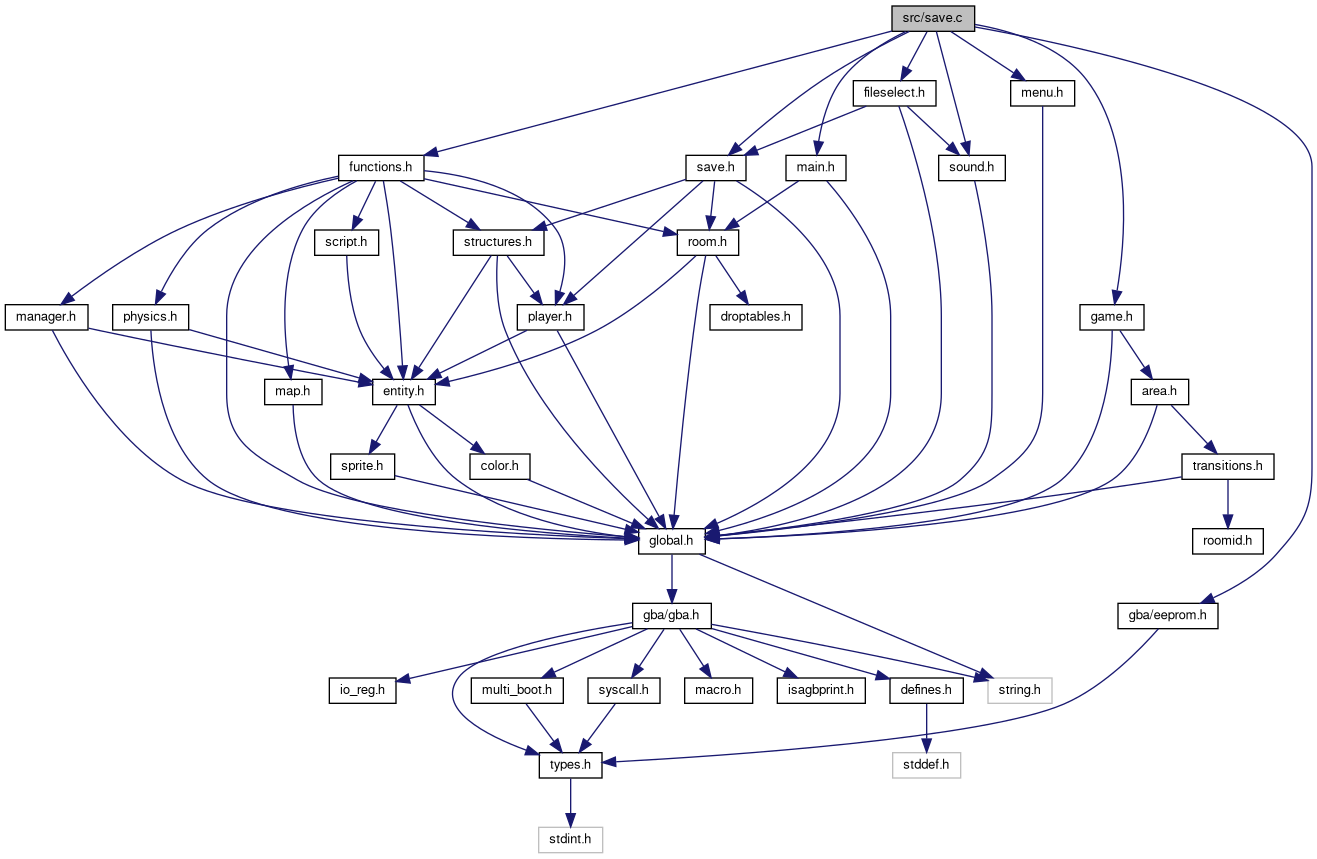 src/save.c
fileselect.h
menu.h
functions.h
save.h
main.h
sound.h
script.h
structures.h
room.h
manager.h
physics.h
player.h
droptables.h
game.h
map.h
entity.h
area.h
sprite.h
color.h
transitions.h
global.h
roomid.h
gba/gba.h
gba/eeprom.h
io_reg.h
multi_boot.h
syscall.h
macro.h
isagbprint.h
defines.h
string.h
types.h
stddef.h
stdint.h